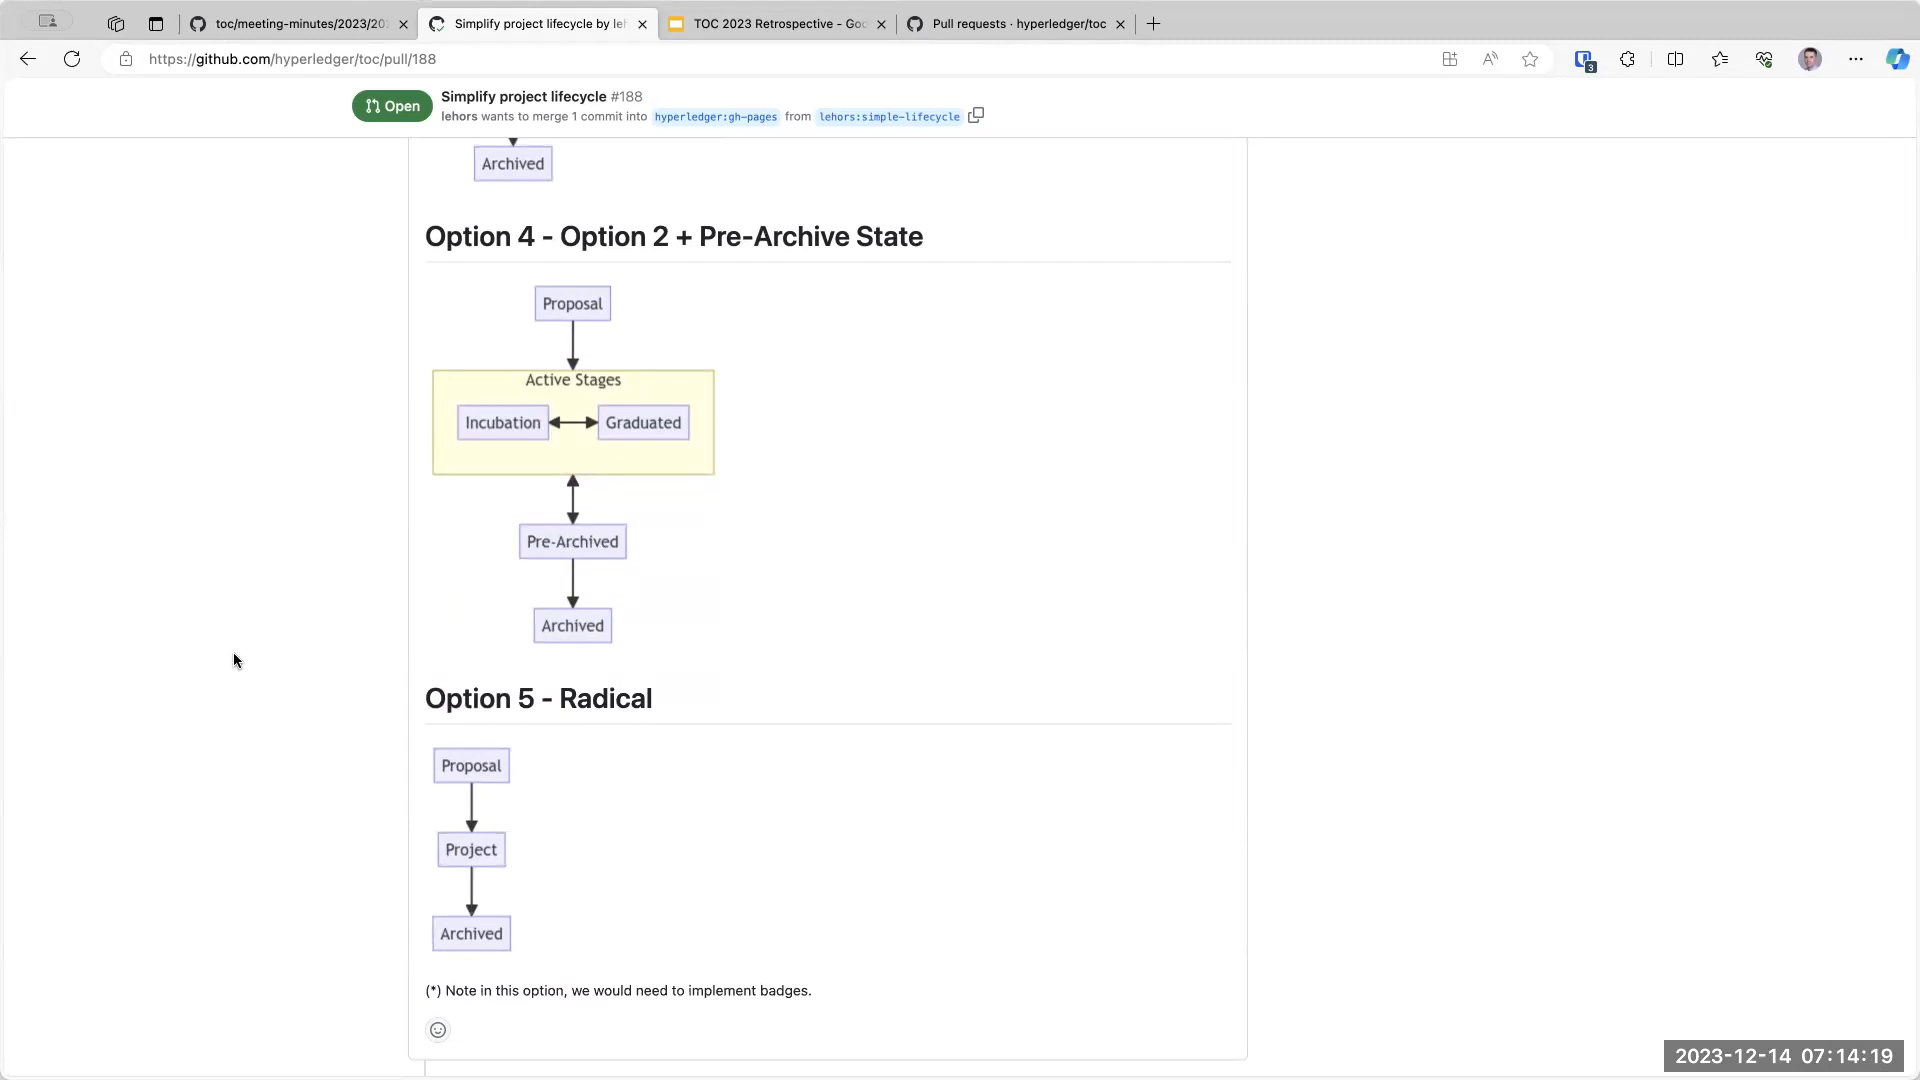 toc/meeting-minutes/2023/202
Simplify project lifecycle by leh
TOC 2023 Retrospective - Goo
Pull requests · hyperledger/toc
https://github.com/hyperledger/toc/pull/188
3
Open
Simplify project lifecycle #188
lehors wants to merge 1 commit into hyperledger:gh-pages from lehors:simple-lifecycle
Archived
Option 4 - Option 2 + Pre-Archive State
Proposal
Active Stages
Incubation
Graduated
Pre-Archived
Archived
Option 5 - Radical
Proposal
Project
Archived
(*) Note in this option, we would need to implement badges.
2023-12-14 07:14:19